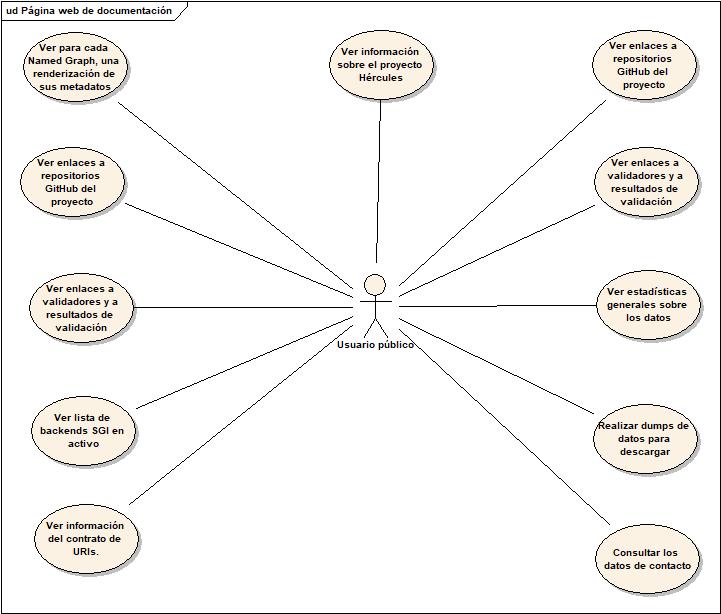 ud Página web de documentación
Ver para cada
Named Graph, una
renderización de
sus metadatos
Ver información
sobre el proyecto
Hércules
Ver enlaces a
repositorios
GitHub del
proyecto
Ver enlaces a
repositorios
GitHub del
proyecto
Ver enlaces a
validadores y a
resultados de
validación
Ver enlaces a
validadores y a
resultados de
validación
Ver estadísticas
generales sobre
los datos
Usuario público
Ver lista de
backends SGI en
activo
Realizar dumps de
datos para
descargar
Ver información
del contrato de
URIs.
Consultar los
datos de contacto